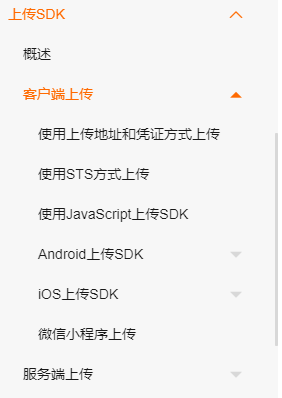 上传SDK
概述
客户端上传
使用上传地址和凭证方式上传
使用STS方式上传
使用JavaScript上传SDK
Android上传SDK
iOS上传SDK
微信小程序上传
服务端上传